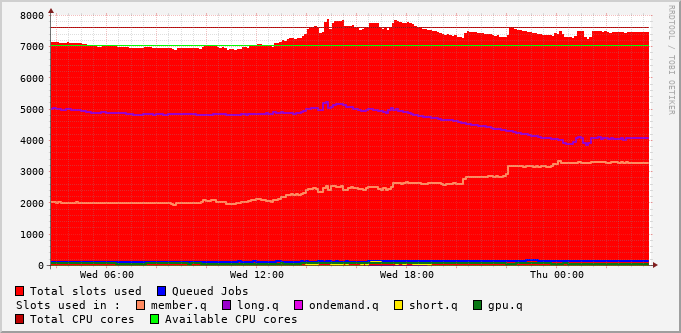 8000
7000
6000
5000
4000
3000
2000
1000
0
Wed 06:00 Wed 12:00 Wed 18:00 Thu 00:00
RRDTOOL / TOBI OETIKER
Total slots used Queued Jobs
Slots used in : member.q long.q ondemand.q short.q gpu.q
Total CPU cores Available CPU cores